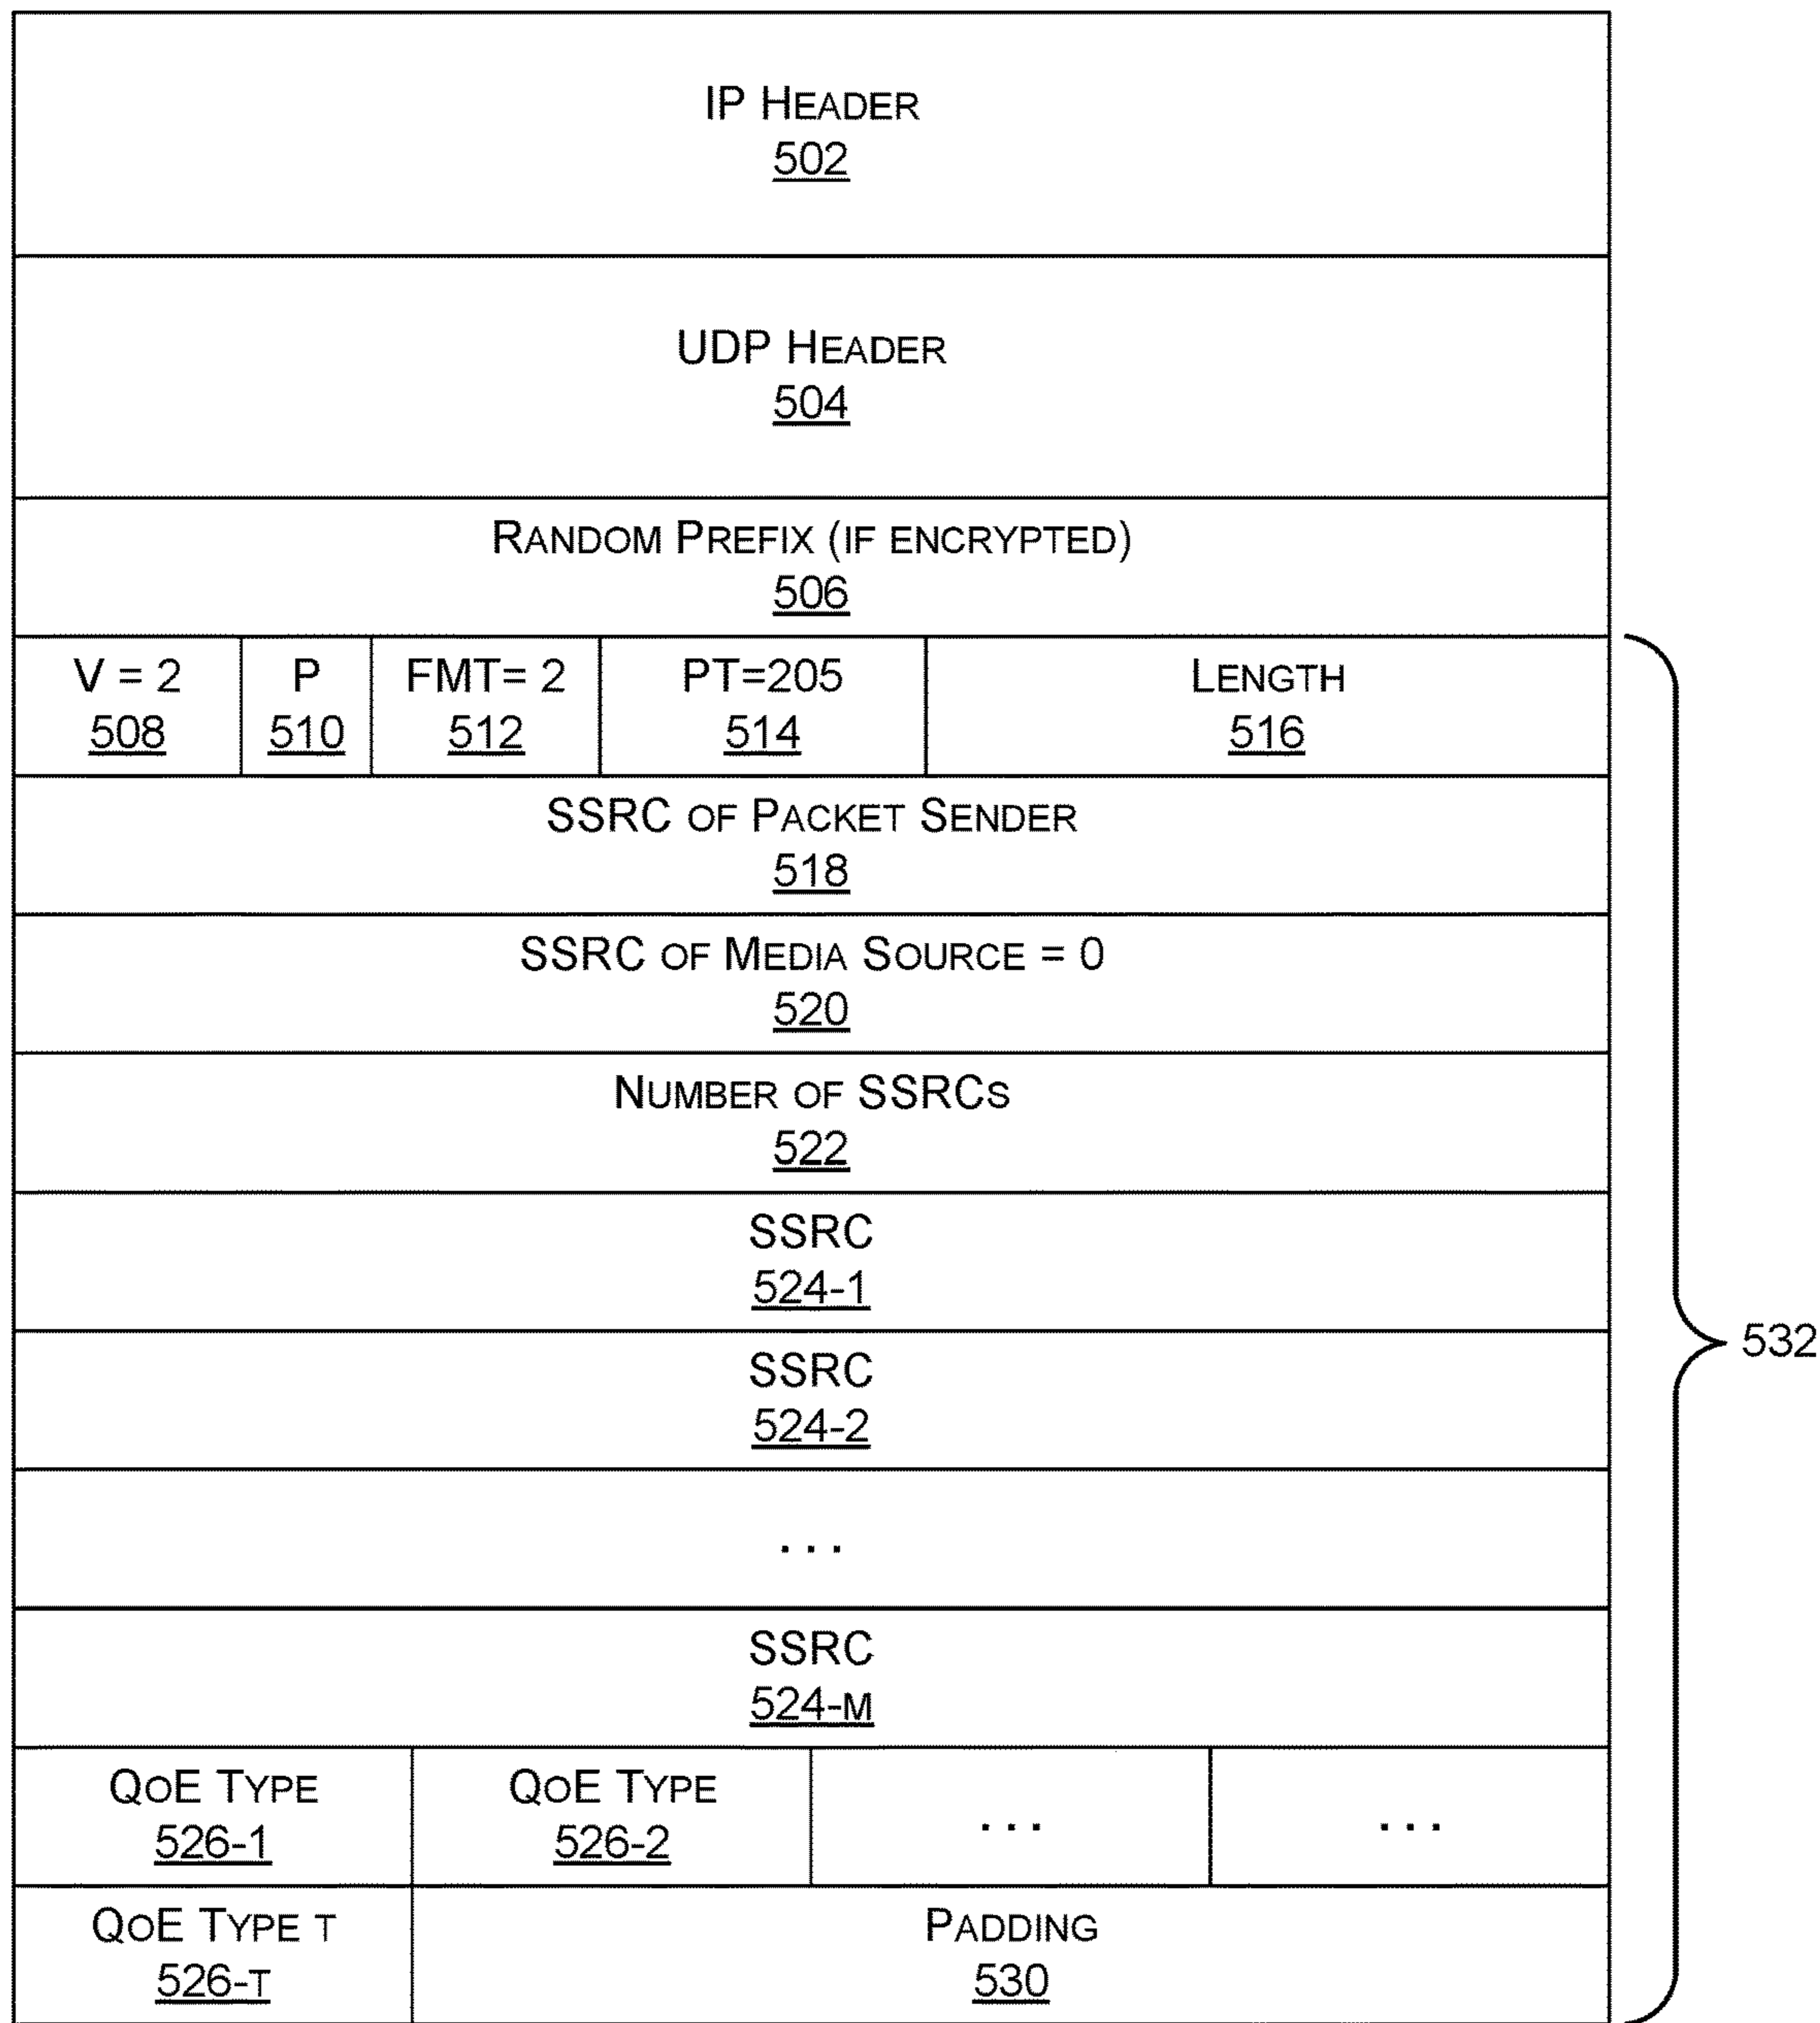 IP HEADER
502
UDP HEADER
504
RANDOM PREFIX (IF ENCRYPTED)
506
V = 2 P FMT= 2 PT=205 LENGTH
508 510 512 514 516
SSRC OF PACKET SENDER
518
SSRC OF MEDIA SOURCE = 0
520
NUMBER OF SSRCS
522
SSRC
524-1
SSRC
524-2
532
...
SSRC
524-M
QOE TYPE QOE TYPE ... ...
526-1 526-2
QOE TYPE T PADDING
526-T 530